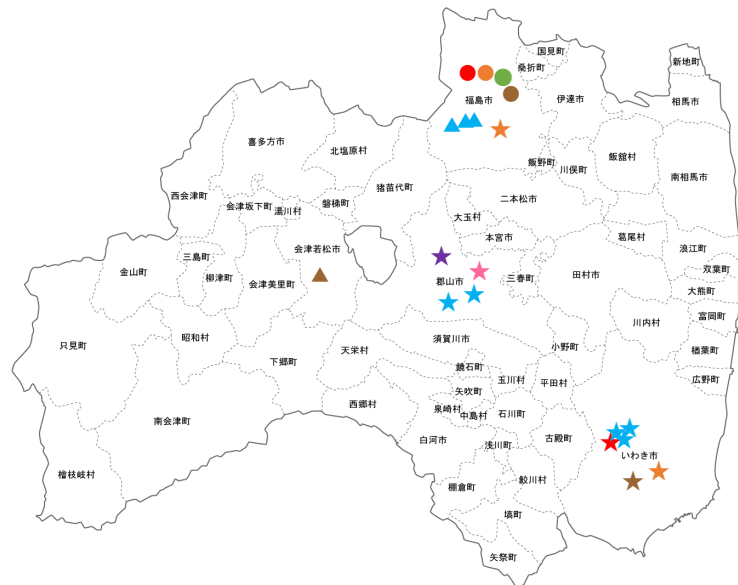 国見町
桑折町
新地町
福島市
伊達市
相馬市
喜多方市
北塩原村
飯野町
川俣町
飯舘村
南相馬市
西会津町
猪苗代町
磐梯町
二本松市
会津坂下町
湯川村
大玉村
本宮市
葛尾村
浪江町
会津若松市
三島町
双葉町
金山町
柳津町
会津美里町
郡山市
三春町
田村市
大熊町
富岡町
川内村
只見町
昭和村
須賀川市
小野町
楢葉町
下郷町
天栄村
鏡石町
玉川村
平田村
広野町
矢吹町
西郷村
泉崎村
中島村
石川町
南会津町
白河市
浅川町
古殿町
いわき市
檜枝岐村
棚倉町
鮫川村
塙町
矢祭町